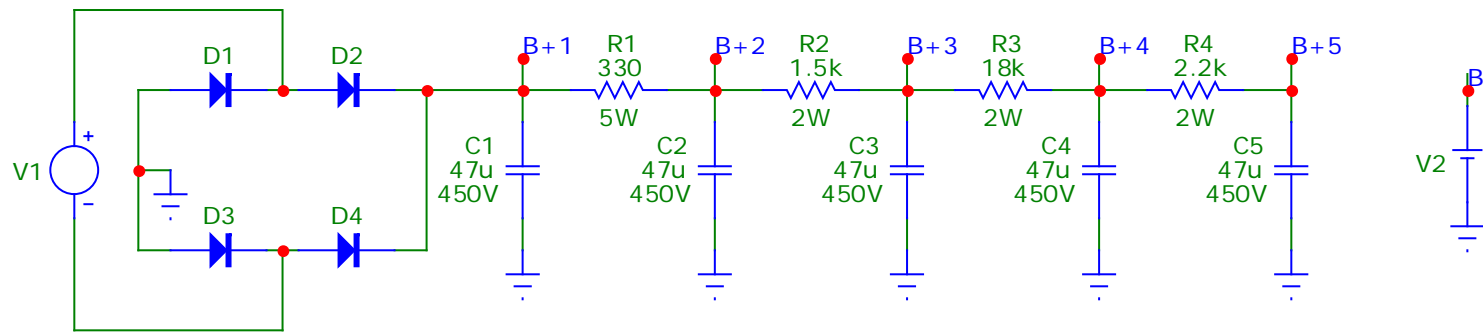 B+1 R1 B+2 R2 B+3 R3 B+4 R4 B+5
D1 D2 330 1.5k 18k 2.2k B
5W 2W 2W 2W
+
C1 C2 C3 C4 C5
V1 47u 47u 47u 47u 47u V2
450V 450V 450V 450V 450V
−
D3 D4